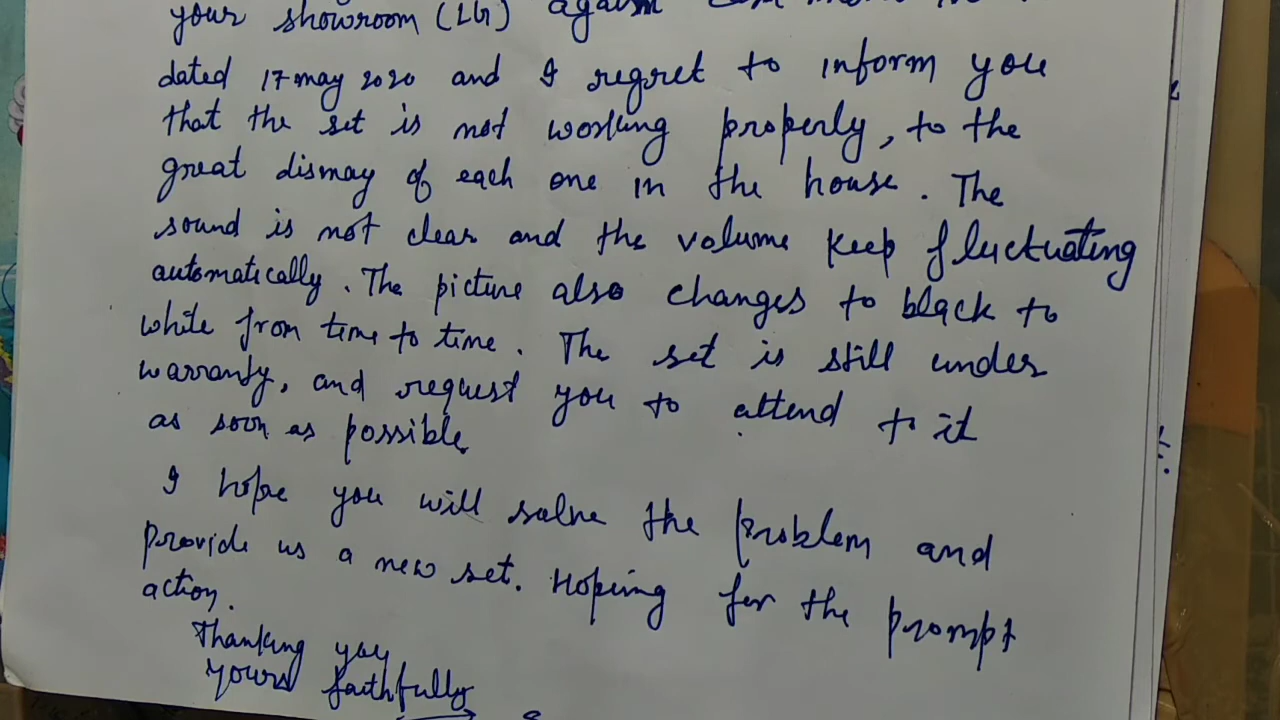 your showroom (LG) against
dated 17 may 2020 and I regret to inform you
that the set is not working properly, to the
great dismay of each one in the house. The
sound is not clear and the volume keep fluctuating
automatically. The picture also changes to black to
white from time to time. The set is still under
warranty, and request you to attend to it
as soon as possible
I hope you will solve the problem and
provide us a new set. Hoping for the prompt
action.
Thanking you
yours faithfully